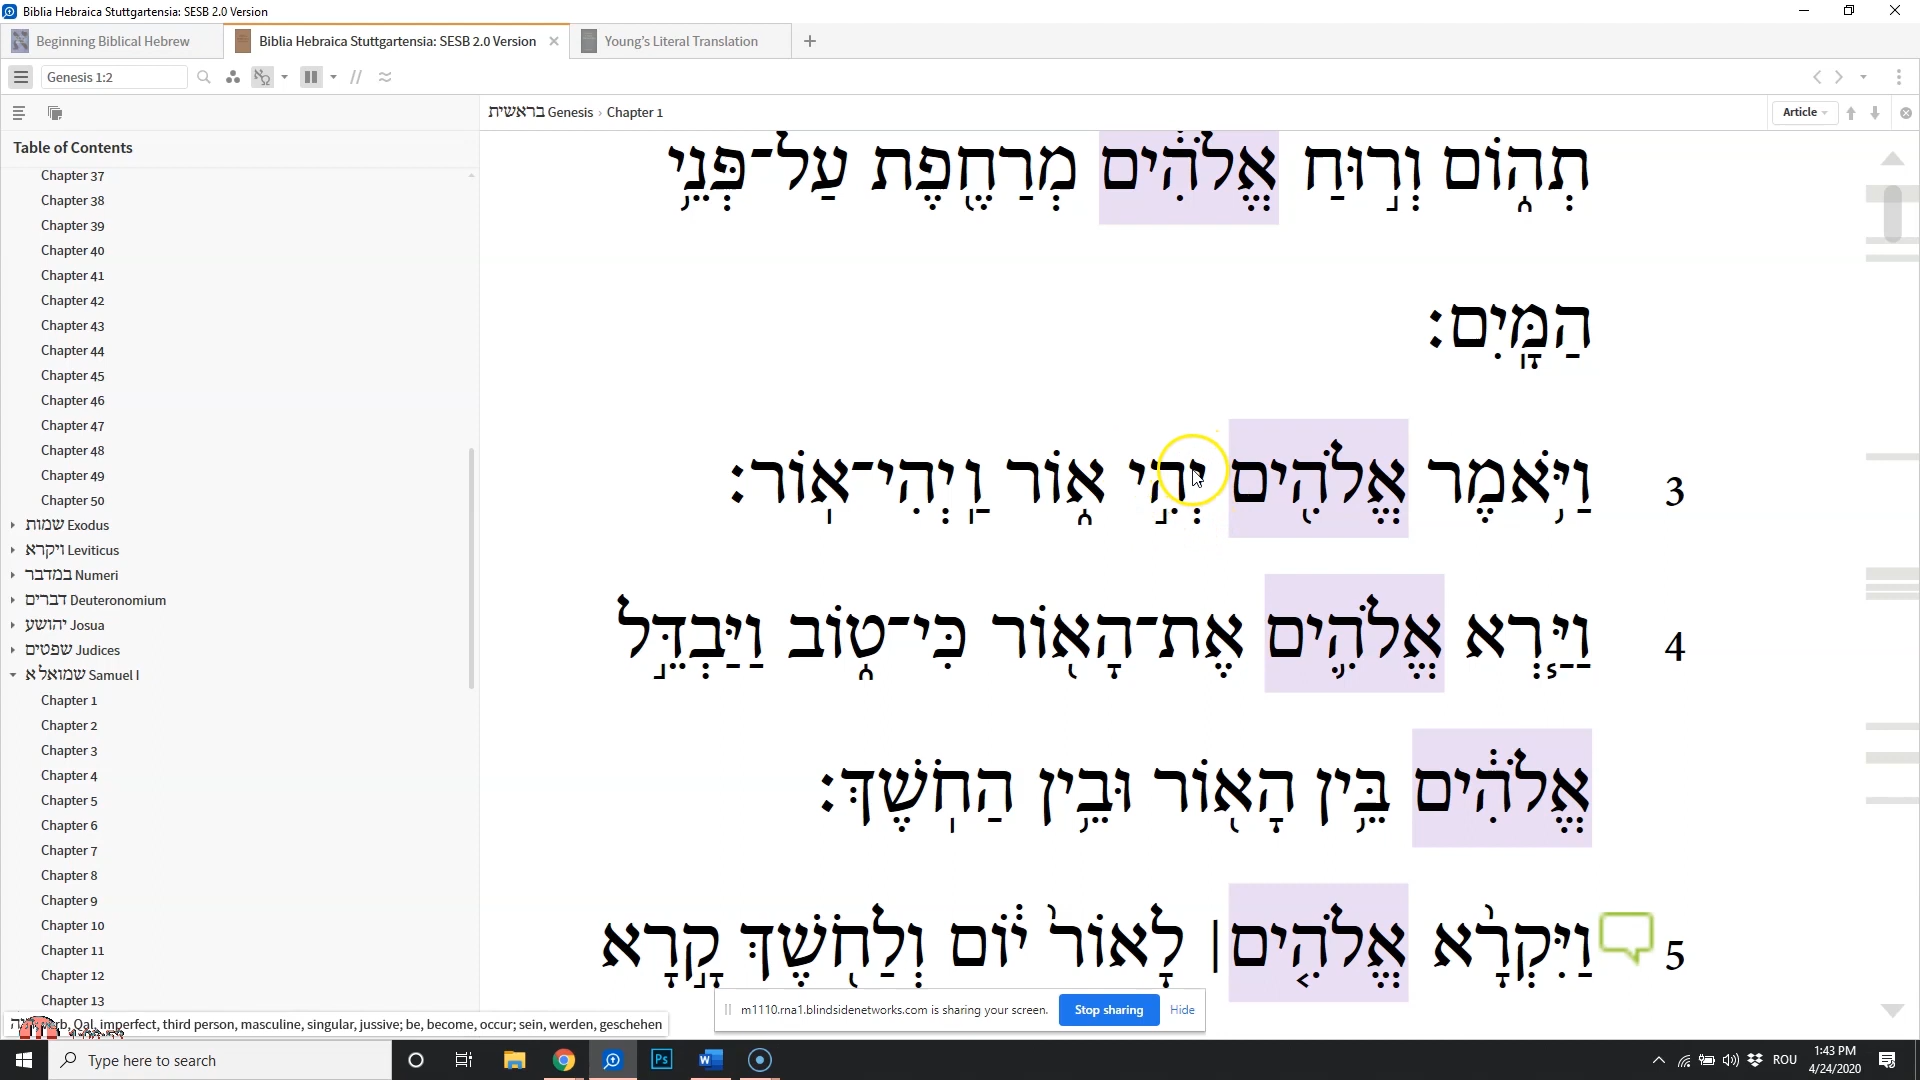 Biblia Hebraica Stuttgartensia: SESB 2.0 Version
Beginning Biblical Hebrew
Biblia Hebraica Stuttgartensia: SESB 2.0 Version
Young's Literal Translation
Genesis 1:2
בראשית Genesis › Chapter 1
Article
Table of Contents
Chapter 37
Chapter 38
Chapter 39
Chapter 40
Chapter 41
Chapter 42
Chapter 43
Chapter 44
Chapter 45
Chapter 46
Chapter 47
Chapter 48
Chapter 49
Chapter 50
שמות Exodus
ויקרא Leviticus
במדבר Numeri
דברים Deuteronomium
יהושע Josua
שפטים Judices
שמואל א Samuel I
Chapter 1
Chapter 2
Chapter 3
Chapter 4
Chapter 5
Chapter 6
Chapter 7
Chapter 8
Chapter 9
Chapter 10
Chapter 11
Chapter 12
Chapter 13
תְה֑וֹם וְר֣וּחַ אֱלֹהִ֔ים מְרַחֶ֖פֶת עַל־פְּנֵ֥י
הַמָּֽיִם׃
3 וַיֹּ֥אמֶר אֱלֹהִ֖ים יְהִ֣י א֑וֹר וַֽיְהִי־אֽוֹר׃
4 וַיַּ֧רְא אֱלֹהִ֛ים אֶת־הָא֖וֹר כִּי־ט֑וֹב וַיַּבְדֵּ֣ל
אֱלֹהִ֔ים בֵּ֥ין הָא֖וֹר וּבֵ֥ין הַחֹֽשֶׁךְ׃
5 וַיִּקְרָ֨א אֱלֹהִ֤ים׀ לָאוֹר֙ י֔וֹם וְלַחֹ֖שֶׁךְ קָ֣רָא
Qal, imperfect, third person, masculine, singular, jussive; be, become, occur; sein, werden, geschehen
m1110.rna1.blindsidenetworks.com is sharing your screen. Stop sharing Hide
Type here to search
Ps
ROU
1:43 PM
4/24/2020